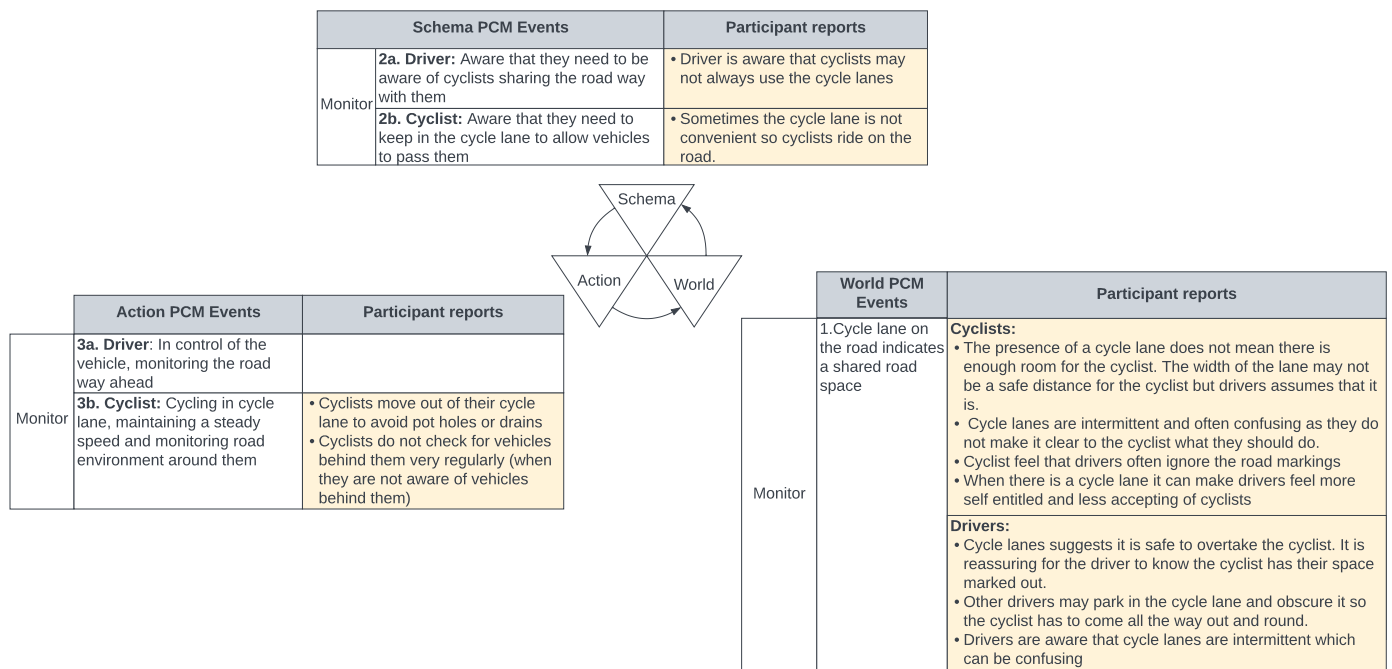 Schema PCM Events
Participant reports
Monitor
2a. Driver: Aware that they need to be
aware of cyclists sharing the road way
with them
• Driver is aware that cyclists may
not always use the cycle lanes
2b. Cyclist: Aware that they need to
keep in the cycle lane to allow vehicles
to pass them
• Sometimes the cycle lane is not
convenient so cyclists ride on the
road.
Schema
Action
World
Action PCM Events
Participant reports
Monitor
3a. Driver: In control of the
vehicle, monitoring the road
way ahead
3b. Cyclist: Cycling in cycle
lane, maintaining a steady
speed and monitoring road
environment around them
• Cyclists move out of their cycle
lane to avoid pot holes or drains
• Cyclists do not check for vehicles
behind them very regularly (when
they are not aware of vehicles
behind them)
World PCM
Events
Participant reports
Monitor
1.Cycle lane on
the road indicates
a shared road
space
Cyclists:
• The presence of a cycle lane does not mean there is
enough room for the cyclist. The width of the lane may not
be a safe distance for the cyclist but drivers assumes that it
is.
• Cycle lanes are intermittent and often confusing as they do
not make it clear to the cyclist what they should do.
• Cyclist feel that drivers often ignore the road markings
• When there is a cycle lane it can make drivers feel more
self entitled and less accepting of cyclists
Drivers:
• Cycle lanes suggests it is safe to overtake the cyclist. It is
reassuring for the driver to know the cyclist has their space
marked out.
• Other drivers may park in the cycle lane and obscure it so
the cyclist has to come all the way out and round.
• Drivers are aware that cycle lanes are intermittent which
can be confusing